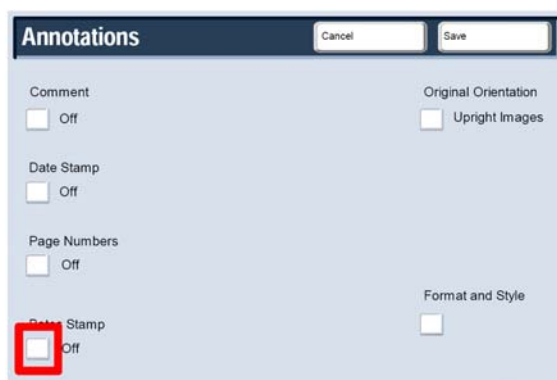 Annotations
Cancel
Save
Comment
Off
Original Orientation
Upright Images
Date Stamp
Off
Page Numbers
Off
Format and Style
Bates Stamp
Off